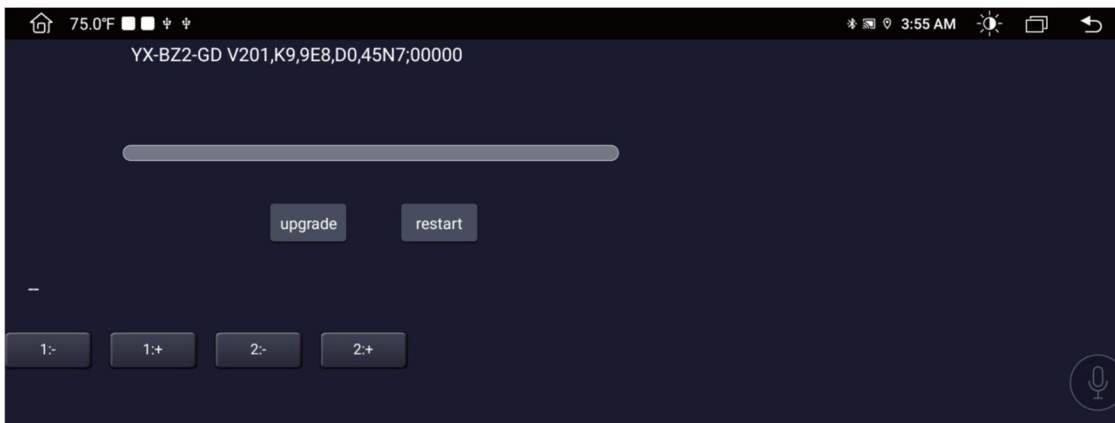 75.0°F 3:55 AM
YX-BZ2-GD V201,K9,9E8,D0,45N7;00000
upgrade restart
--
1:- 1:+ 2:- 2:+